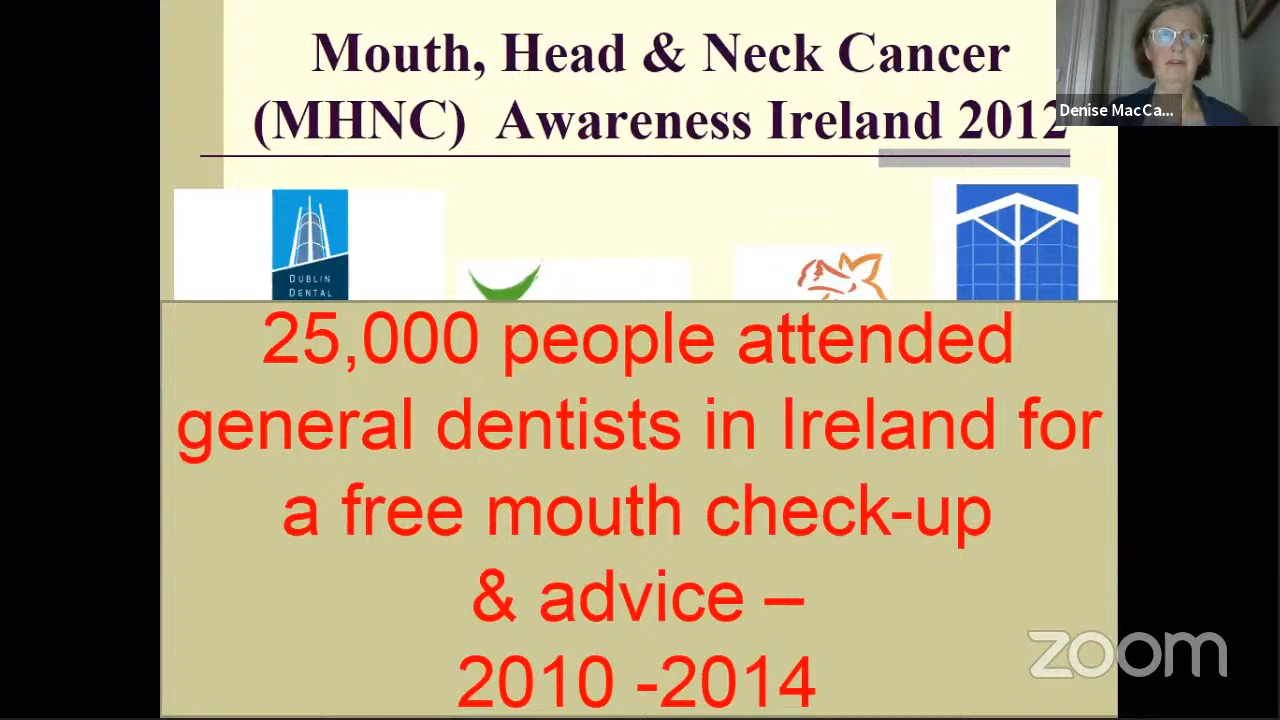 Mouth, Head & Neck Cancer
(MHNC) Awareness Ireland 2012
Denise MacCa...
DUBLIN
DENTAL
25,000 people attended
general dentists in Ireland for
a free mouth check-up
& advice –
2010 -2014
zoom